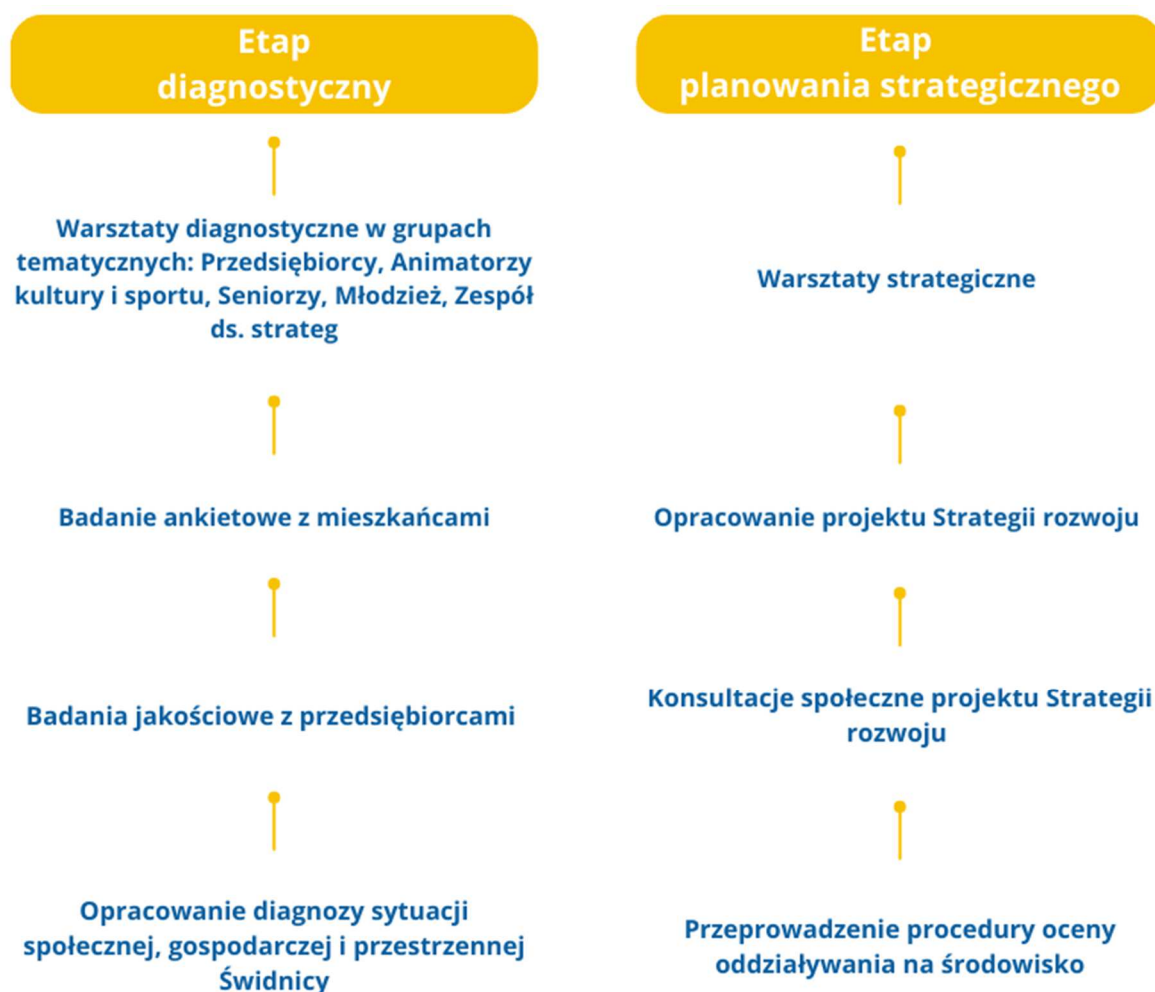 Etap
diagnostyczny
Warsztaty diagnostyczne w grupach
tematycznych: Przedsiębiorcy, Animatorzy
kultury i sportu, Seniorzy, Młodzież, Zespół
ds. strateg
Badanie ankietowe z mieszkańcami
Badania jakościowe z przedsiębiorcami
Opracowanie diagnozy sytuacji
społecznej, gospodarczej i przestrzennej
Świdnicy
Etap
planowania strategicznego
Warsztaty strategiczne
Opracowanie projektu Strategii rozwoju
Konsultacje społeczne projektu Strategii
rozwoju
Przeprowadzenie procedury oceny
oddziaływania na środowisko